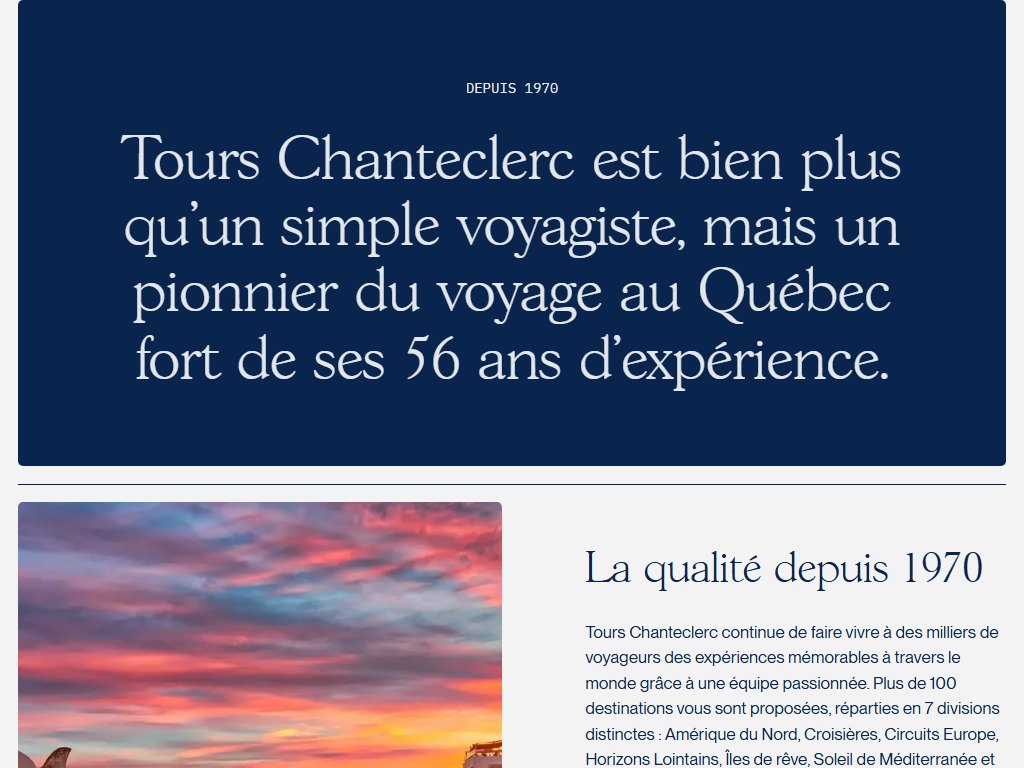 DEPUIS 1970
Tours Chanteclerc est bien plus
qu’un simple voyagiste, mais un
pionnier du voyage au Québec
fort de ses 56 ans d’expérience.
La qualité depuis 1970
Tours Chanteclerc continue de faire vivre à des milliers de
voyageurs des expériences mémorables à travers le
monde grâce à une équipe passionnée. Plus de 100
destinations vous sont proposées, réparties en 7 divisions
distinctes : Amérique du Nord, Croisières, Circuits Europe,
Horizons Lointains, Îles de rêve, Soleil de Méditerranée et